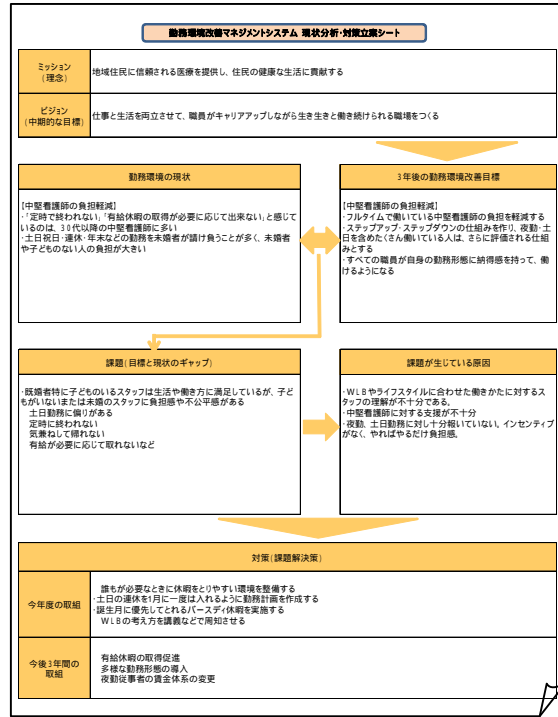 勤務環境改善マネジメントシステム 現状分析・対策立案シート
ミッション
(理念)
地域住民に信頼される医療を提供し、住民の健康な生活に貢献する
ビジョン
(中期的な目標)
仕事と生活を両立させて、職員がキャリアアップしながら生き生きと働き続けられる職場をつくる
勤務環境の現状
【中堅看護師の負担軽減】
・「定時で終われない」「有給休暇の取得が必要に応じて出来ない」と感じ
ているのは、30代以降の中堅看護師に多い
・土日祝日・連休・年末などの勤務を未婚者が請け負うことが多く、未婚者
や子どものない人の負担が大きい
3年後の勤務環境改善目標
【中堅看護師の負担軽減】
・フルタイムで働いている中堅看護師の負担を軽減する
・ステップアップ・ステップダウンの仕組みを作り、夜勤・土
日を含めたくさん働いている人は、さらに評価される仕組
みとする
・すべての職員が自身の勤務形態に納得感を持って、働
けるようになる
課題(目標と現状のギャップ)
・既婚者特に子どものいるスタッフは生活や働き方に満足しているが、子ど
もがいないまたは未婚のスタッフに負担感や不公平感がある
土日勤務に偏りがある
定時に終われない
気兼ねして帰れない
有給が必要に応じて取れないなど
課題が生じている原因
・WLBやライフスタイルに合わせた働きかたに対するス
タッフの理解が不十分である。
・中堅看護師に対する支援が不十分
・夜勤、土日勤務に対し十分報いていない。インセンティブ
がなく、やればやるだけ負担感。
対策(課題解決策)
今年度の取組
誰もが必要なときに休暇をとりやすい環境を整備する
・土日の連休を1月に一度は入れるように勤務計画を作成する
・誕生月に優先してとれるバースディ休暇を実施する
WLBの考え方を講義などで周知させる
今後3年間の
取組
有給休暇の取得促進
多様な勤務形態の導入
夜勤従事者の賃金体系の変更